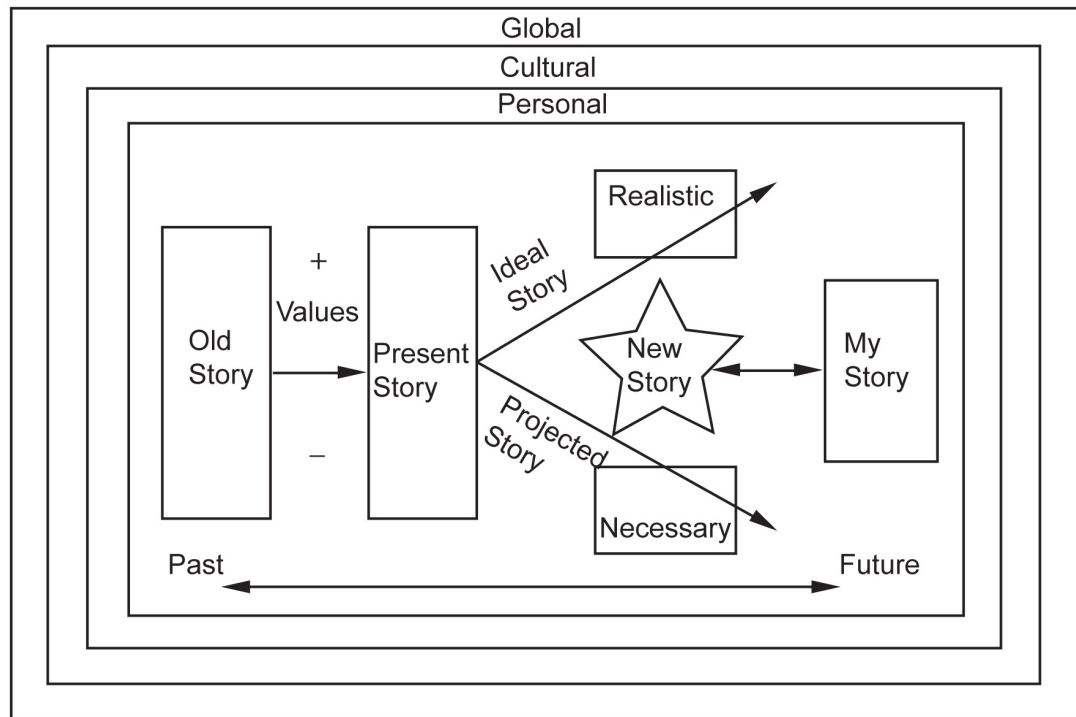 Global
Cultural
Personal
Old
Story
+
Values
–
Present
Story
Ideal
Story
Projected
Story
Realistic
New
Story
Necessary
My
Story
Past
Future